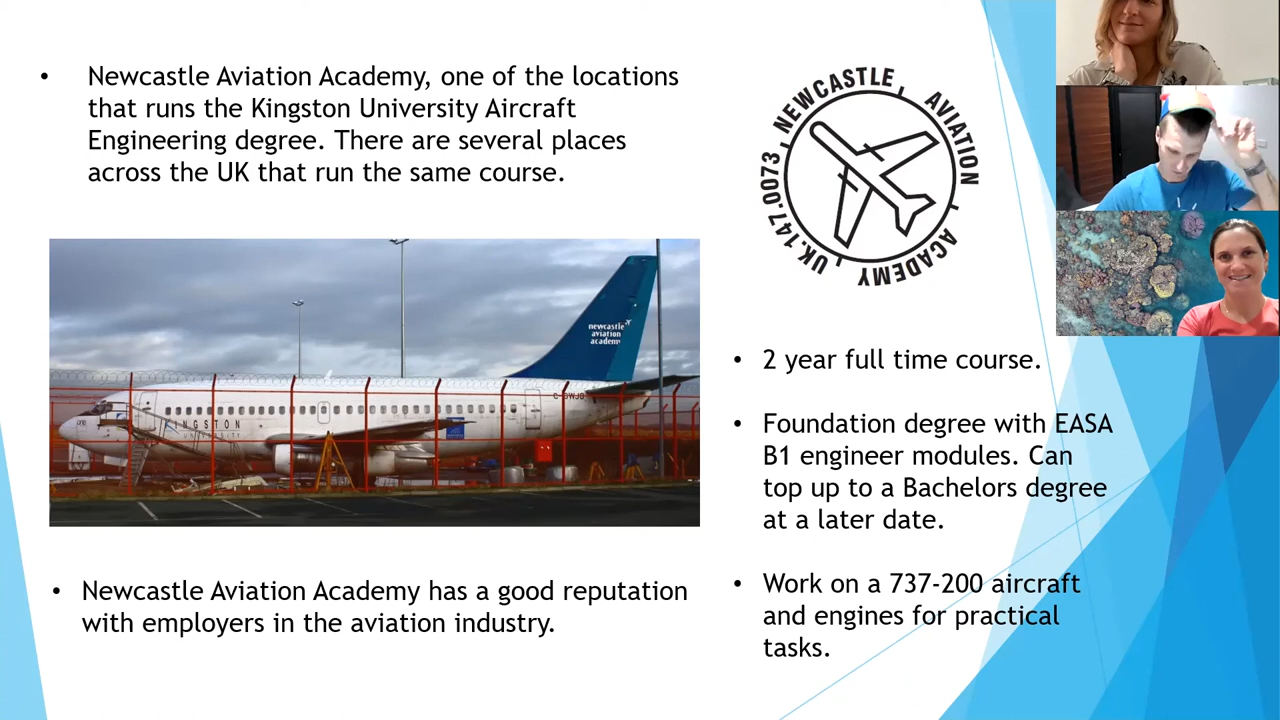 • Newcastle Aviation Academy, one of the locations
that runs the Kingston University Aircraft
Engineering degree. There are several places
across the UK that run the same course.
NEWCASTLE AVIATION ACADEMY UK.147.0073
newcastle
aviation
academy
C-GWJO
KINGSTON
UNIVERSITY
• 2 year full time course.
• Foundation degree with EASA
B1 engineer modules. Can
top up to a Bachelors degree
at a later date.
• Work on a 737-200 aircraft
and engines for practical
tasks.
• Newcastle Aviation Academy has a good reputation
with employers in the aviation industry.